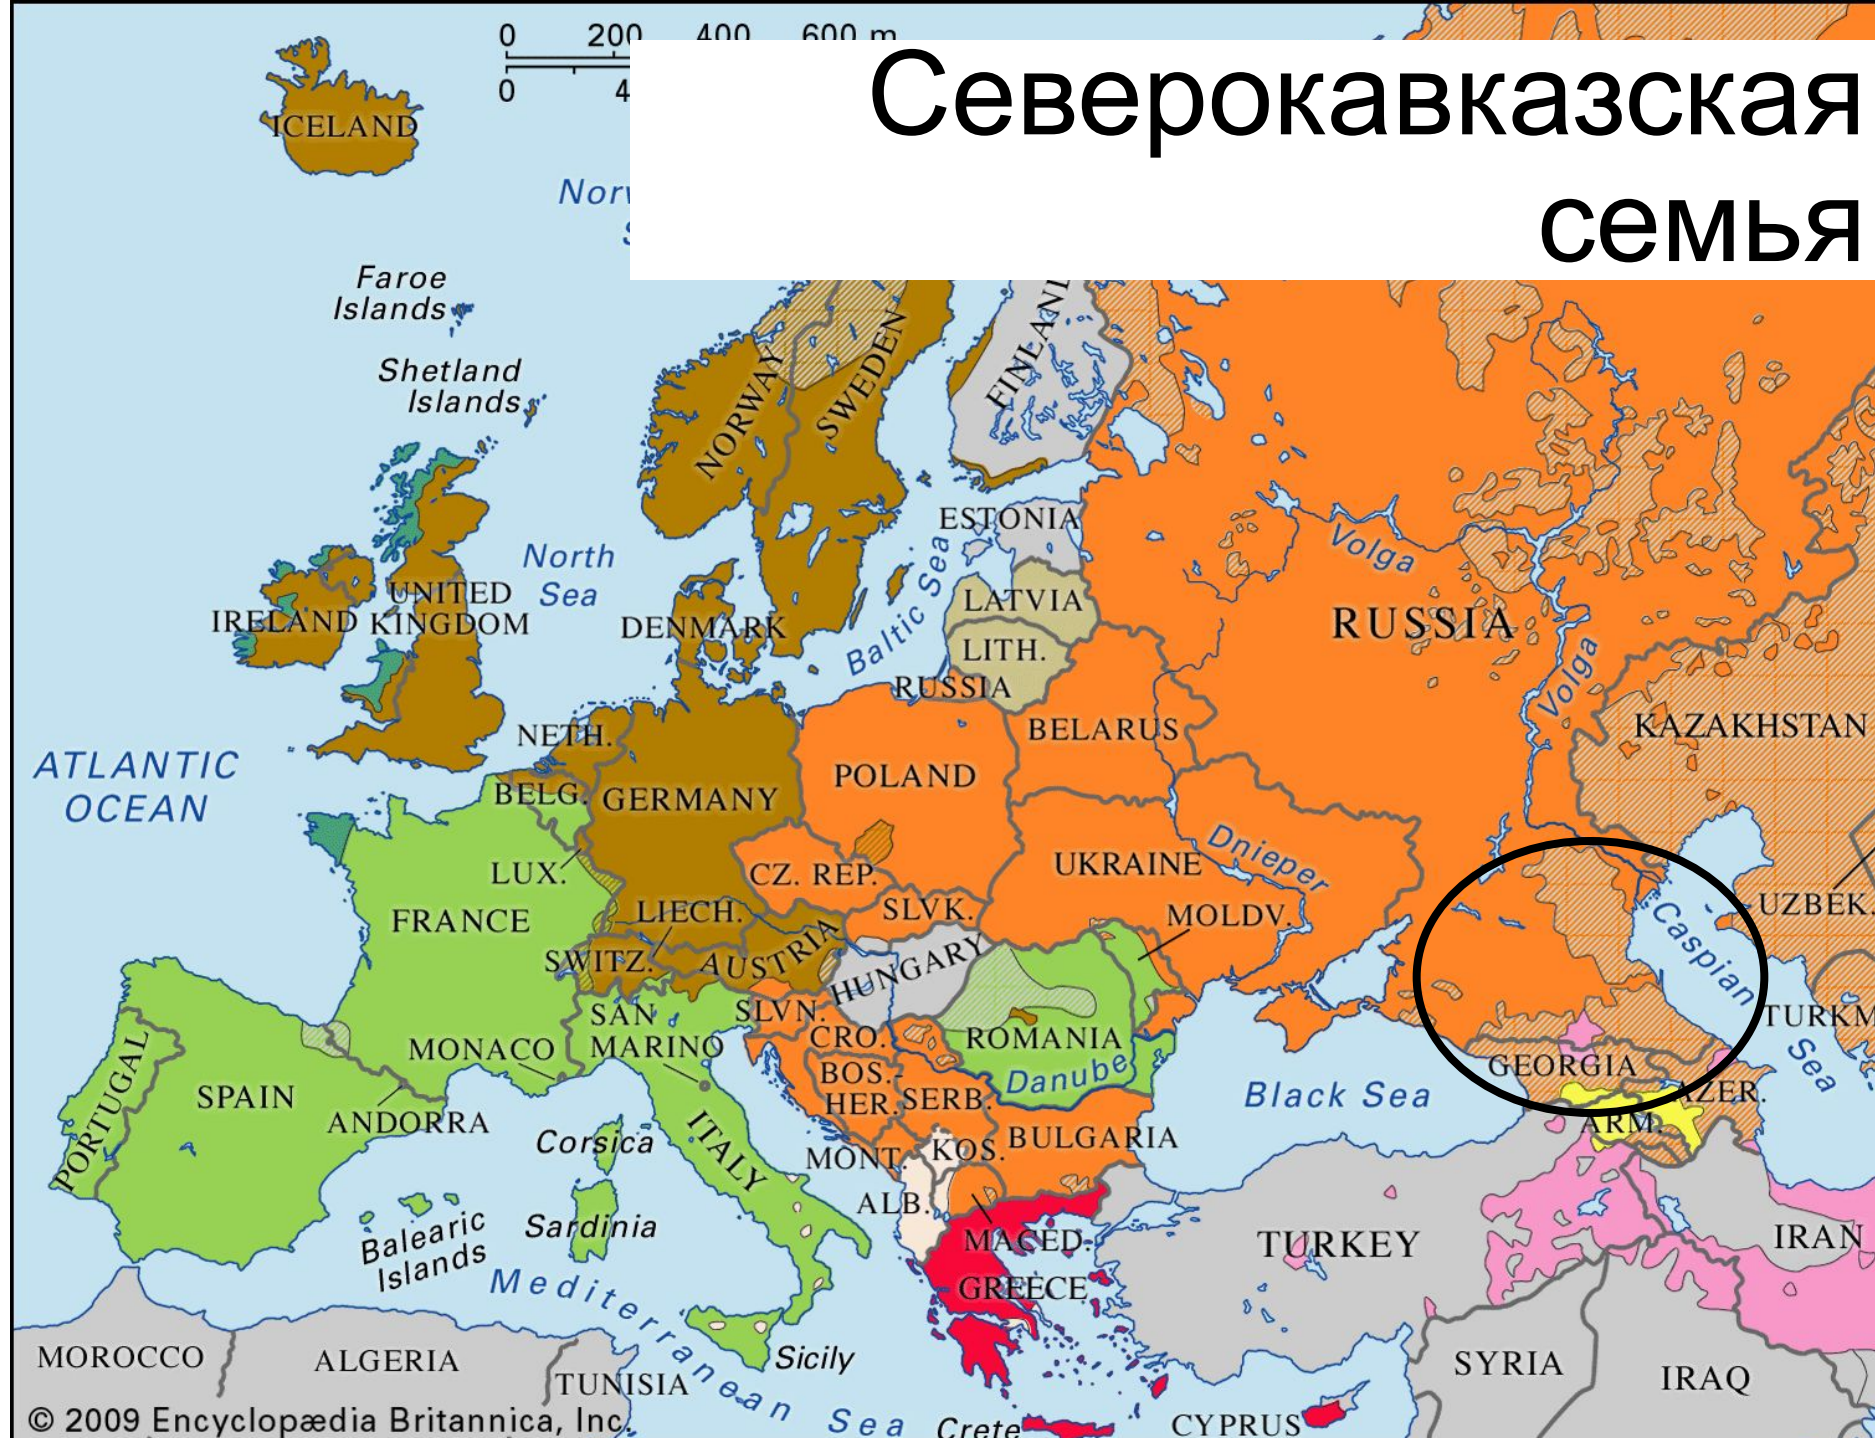 0 200 400 600 m
0 4
Северокавказская
семья
ICELAND
Faroe
Islands
Shetland
Islands
NORWAY
SWEDEN
FINLAND
North
Sea
ESTONIA
Baltic Sea
LATVIA
LITH.
RUSSIA
Volga
RUSSIA
Volga
UNITED
KINGDOM
IRELAND
DENMARK
NETH.
BELG.
GERMANY
POLAND
BELARUS
KAZAKHSTAN
ATLANTIC
OCEAN
LUX.
CZ. REP.
UKRAINE
Dnieper
FRANCE
LIECH.
SLVK.
MOLDV.
UZBEK.
SWITZ.
AUSTRIA
HUNGARY
Caspian
Sea
SLVN.
CRO.
ROMANIA
Danube
SAN
MARINO
MONACO
TURKM
GEORGIA
AZER.
ARM.
PORTUGAL
SPAIN
ANDORRA
BOS.-
HER.
SERB.
Black Sea
Corsica
ITALY
MONT.
KOS.
BULGARIA
ALB.
MACED.
GREECE
TURKEY
IRAN
Balearic
Islands
Sardinia
Mediterranean Sea
Sicily
MOROCCO
ALGERIA
TUNISIA
SYRIA
IRAQ
Crete
CYPRUS
© 2009 Encyclopædia Britannica, Inc.